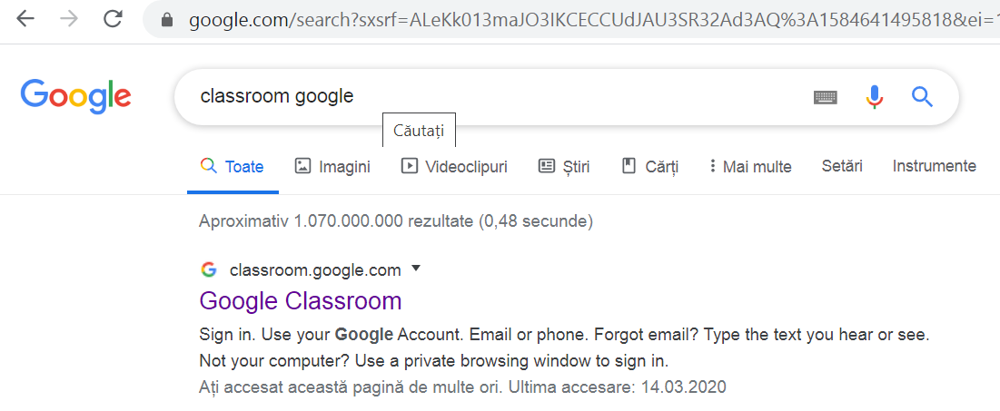 google.com/search?sxsrf=ALeKk013maJO3IKCECCUdJAU3SR32Ad3AQ%3A1584641495818&ei=1
Google
classroom google
Căutați
Toate Imagini Videoclipuri Știri Cărți Mai multe Setări Instrumente
Aproximativ 1.070.000.000 rezultate (0,48 secunde)
classroom.google.com
Google Classroom
Sign in. Use your Google Account. Email or phone. Forgot email? Type the text you hear or see.
Not your computer? Use a private browsing window to sign in.
Ați accesat această pagină de multe ori. Ultima accesare: 14.03.2020